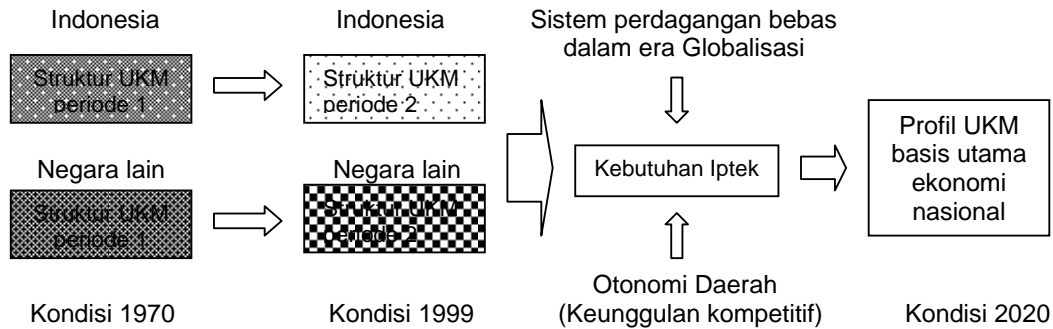 Indonesia
Struktur UKM
periode 1
Indonesia
Struktur UKM
periode 2
Negara lain
Struktur UKM
periode 1
Negara lain
Struktur UKM
periode 2
Sistem perdagangan bebas
dalam era Globalisasi
Kebutuhan Iptek
Otonomi Daerah
(Keunggulan kompetitif)
Profil UKM
basis utama
ekonomi
nasional
Kondisi 1970
Kondisi 1999
Kondisi 2020